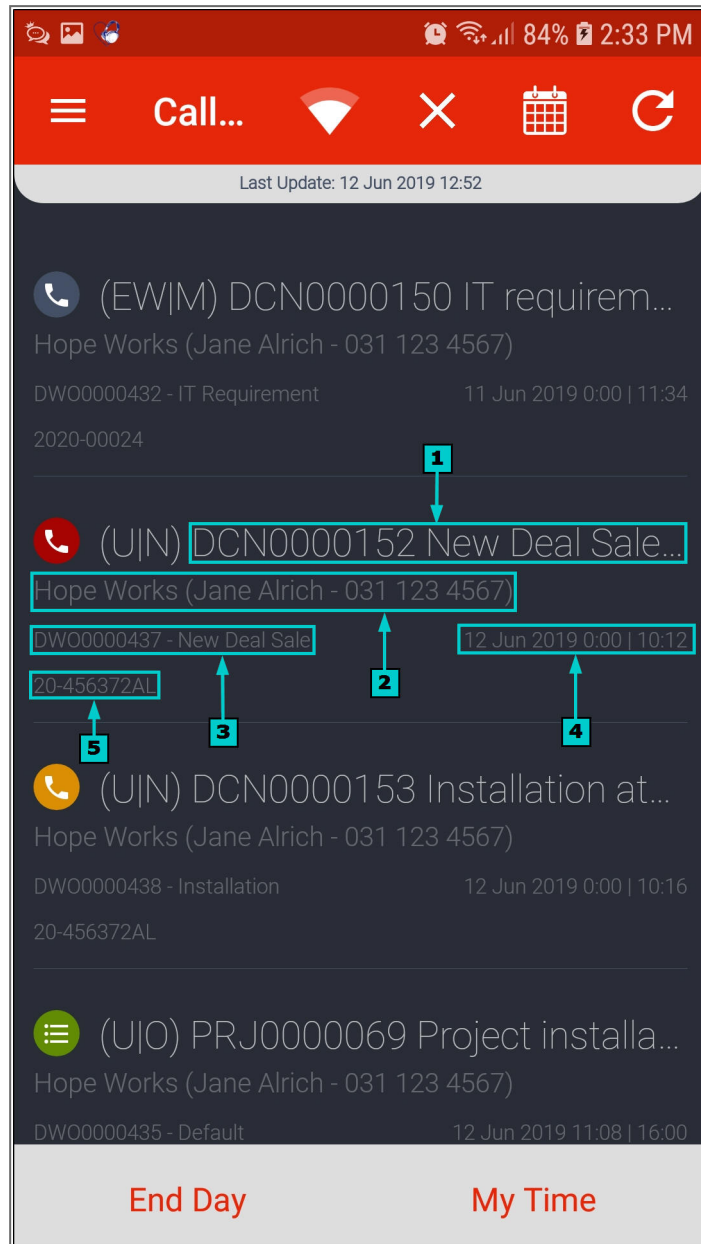 84% 2:33 PM
Call...
Last Update: 12 Jun 2019 12:52
(EW|M) DCN0000150 IT requirem...
Hope Works (Jane Alrich - 031 123 4567)
DWO0000432 - IT Requirement 11 Jun 2019 0:00 | 11:34
2020-00024
1
(U|N) DCN0000152 New Deal Sale...
Hope Works (Jane Alrich - 031 123 4567)
DWO0000437 - New Deal Sale 12 Jun 2019 0:00 | 10:12
20-456372AL
2
3
4
5
(U|N) DCN0000153 Installation at...
Hope Works (Jane Alrich - 031 123 4567)
DWO0000438 - Installation 12 Jun 2019 0:00 | 10:16
20-456372AL
(U|O) PRJ0000069 Project installa...
Hope Works (Jane Alrich - 031 123 4567)
DWO0000435 - Default 12 Jun 2019 11:08 | 16:00
End Day My Time